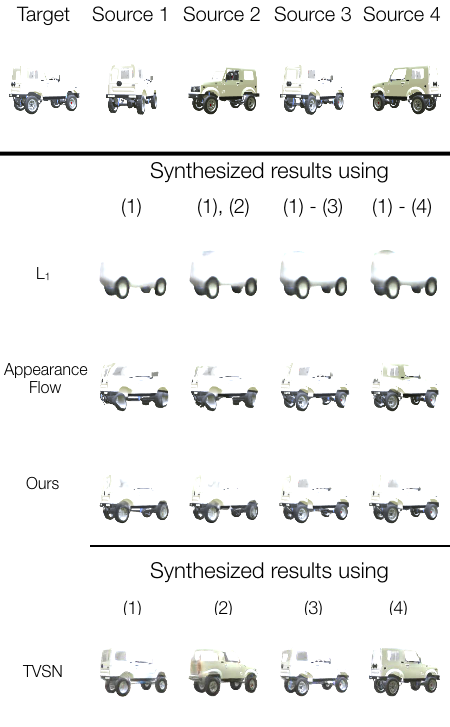 Target Source 1 Source 2 Source 3 Source 4
Synthesized results using
(1) (1), (2) (1) - (3) (1) - (4)
L1
Appearance
Flow
Ours
Synthesized results using
(1) (2) (3) (4)
TVSN